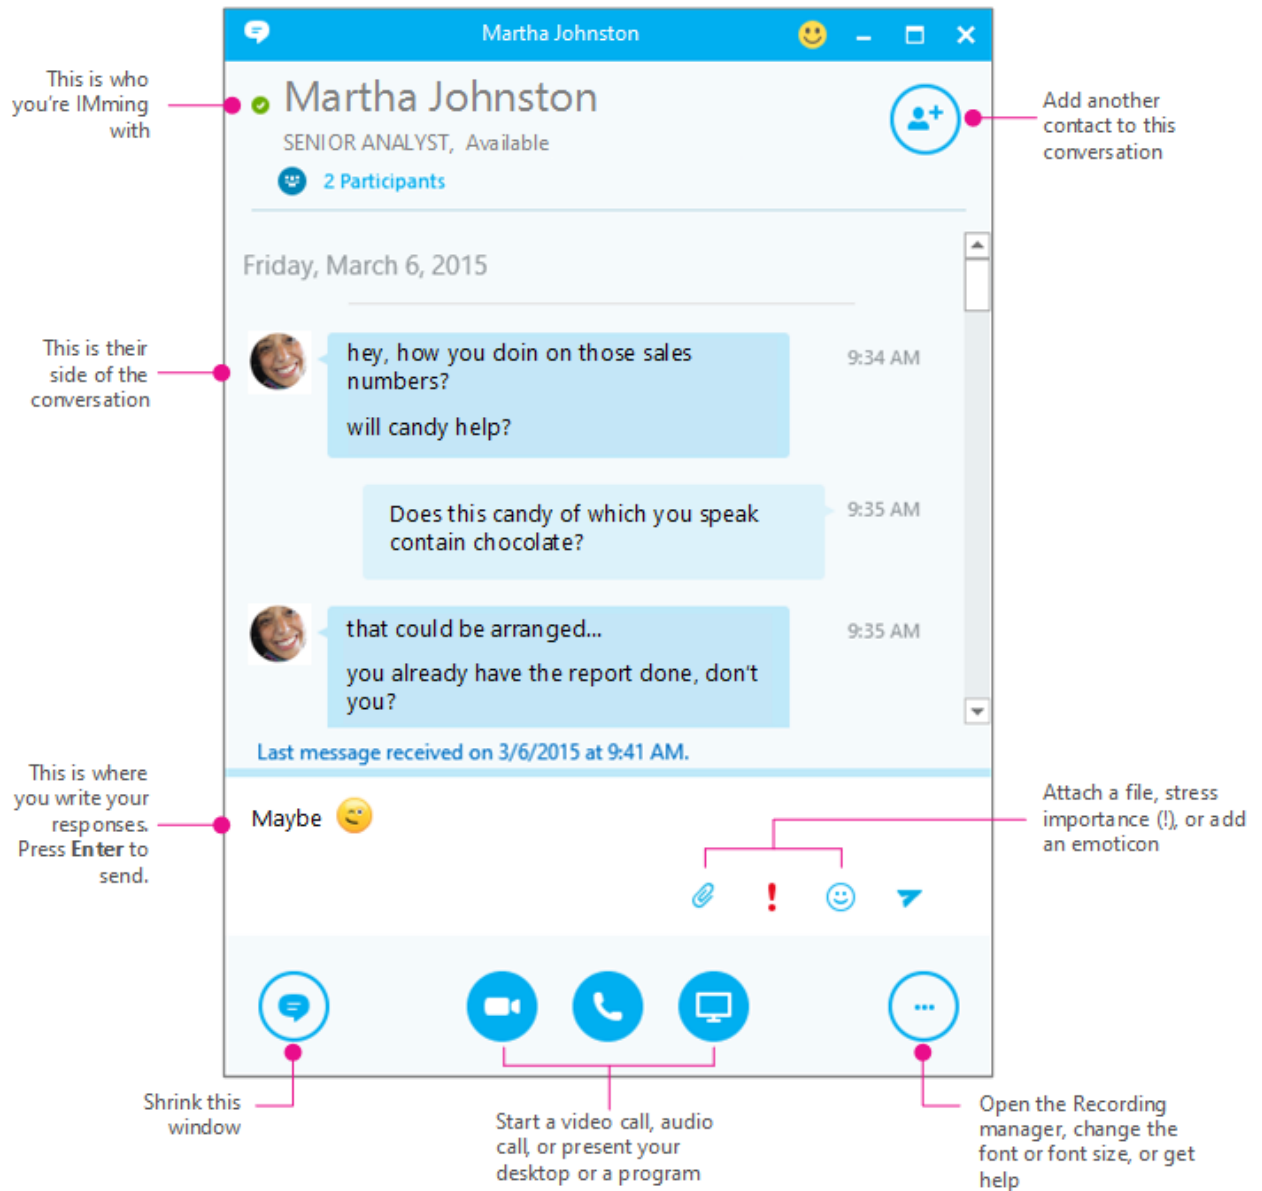 Martha Johnston
This is who
you're IMming
with
Martha Johnston
SENIOR ANALYST, Available
2 Participants
Add another
contact to this
conversation
Friday, March 6, 2015
This is their
side of the
conversation
hey, how you doin on those sales
numbers?
will candy help?
9:34 AM
Does this candy of which you speak
contain chocolate?
9:35 AM
that could be arranged...
you already have the report done, don't
you?
9:35 AM
Last message received on 3/6/2015 at 9:41 AM.
This is where
you write your
responses.
Press Enter to
send.
Maybe
Attach a file, stress
importance (!), or add
an emoticon
Shrink this
window
Start a video call, audio
call, or present your
desktop or a program
Open the Recording
manager, change the
font or font size, or get
help